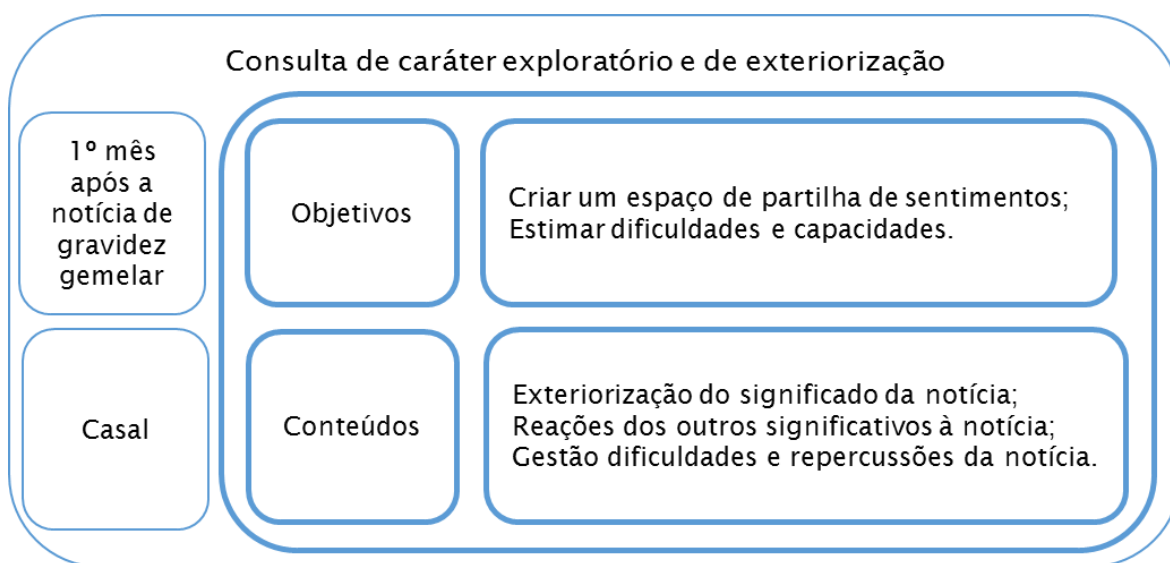 Consulta de caráter exploratório e de exteriorização
1º mês
após a
notícia de
gravidez
gemelar
Objetivos
Criar um espaço de partilha de sentimentos;
Estimar dificuldades e capacidades.
Casal
Conteúdos
Exteriorização do significado da notícia;
Reações dos outros significativos à notícia;
Gestão dificuldades e repercussões da notícia.